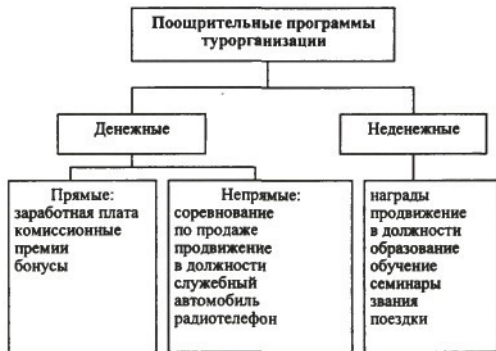 Поощрительные программы
турорганизации
Денежные
Неденежные
Прямые:
заработная плата
комиссионные
премии
бонусы
Непрямые:
соревнование
по продаже
продвижение
в должности
служебный
автомобиль
радиотелефон
награды
продвижение
в должности
образование
обучение
семинары
звания
поездки